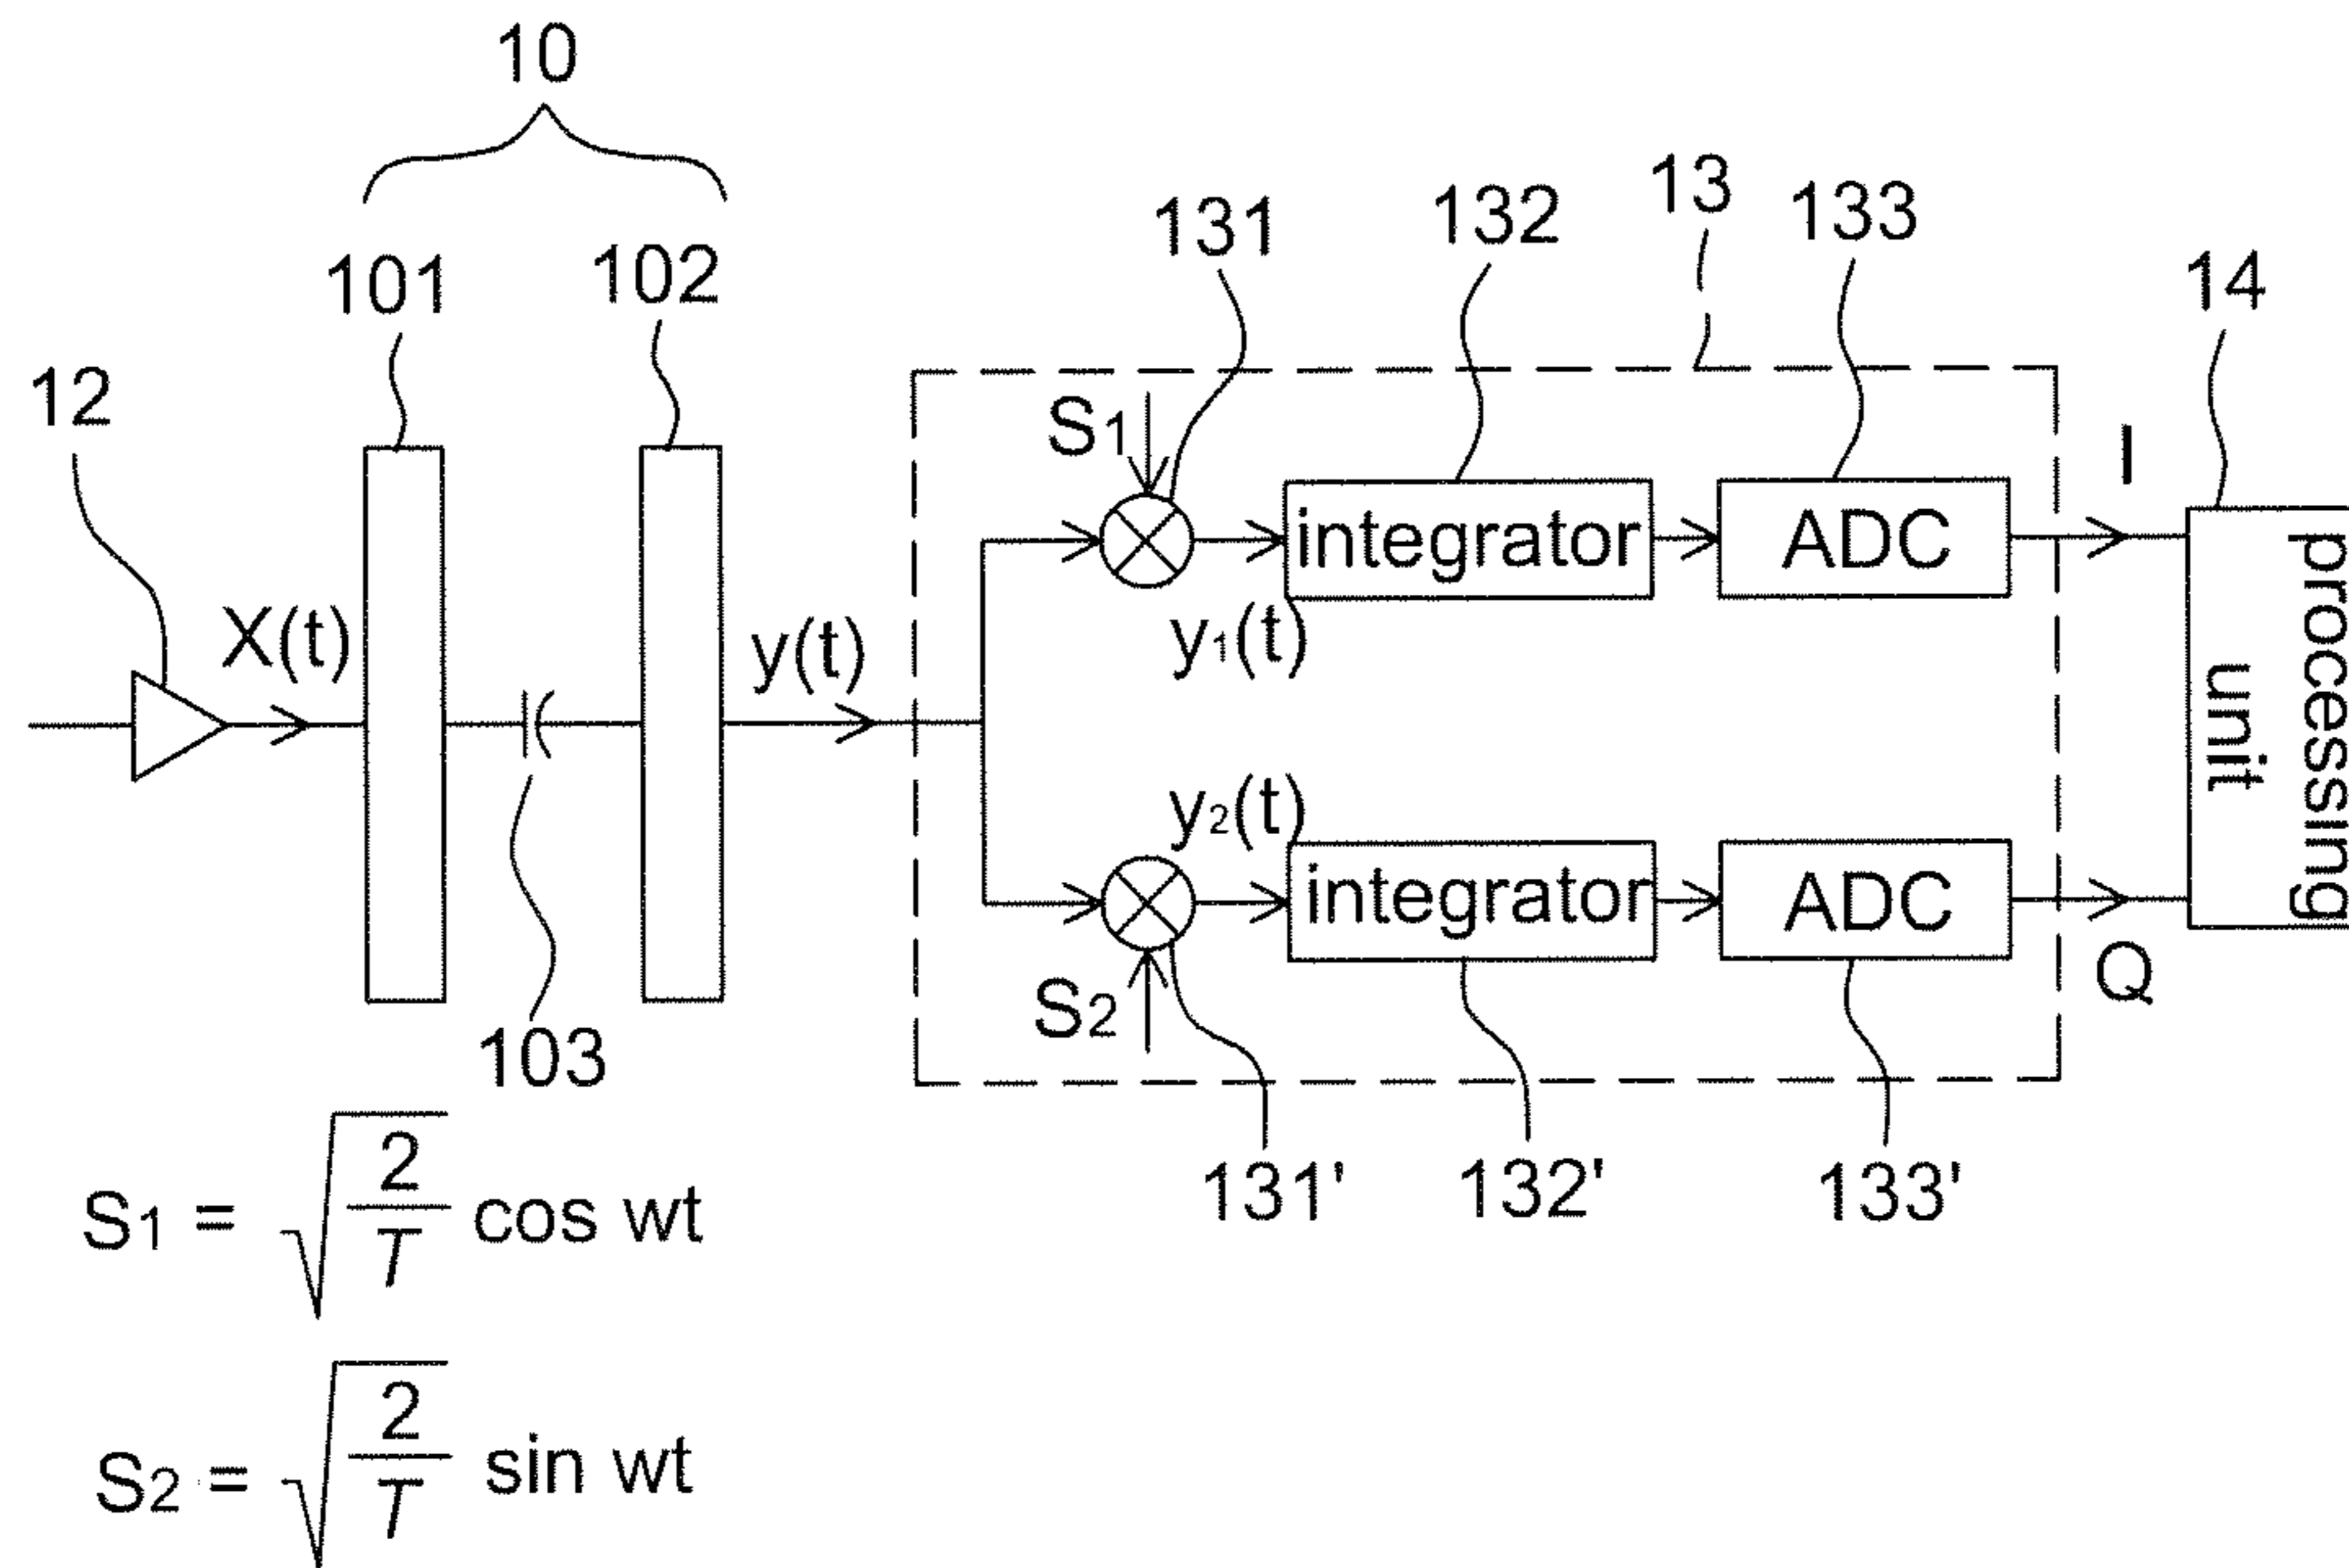 10
13
131
132
133
101
102
14
12
S1
I
integrator
ADC
X(t)
y(t)
y1(t)
processing
unit
y2(t)
integrator
ADC
S2
Q
103
131'
132'
133'
S1 = √2/T cos wt
S2 = √2/T sin wt